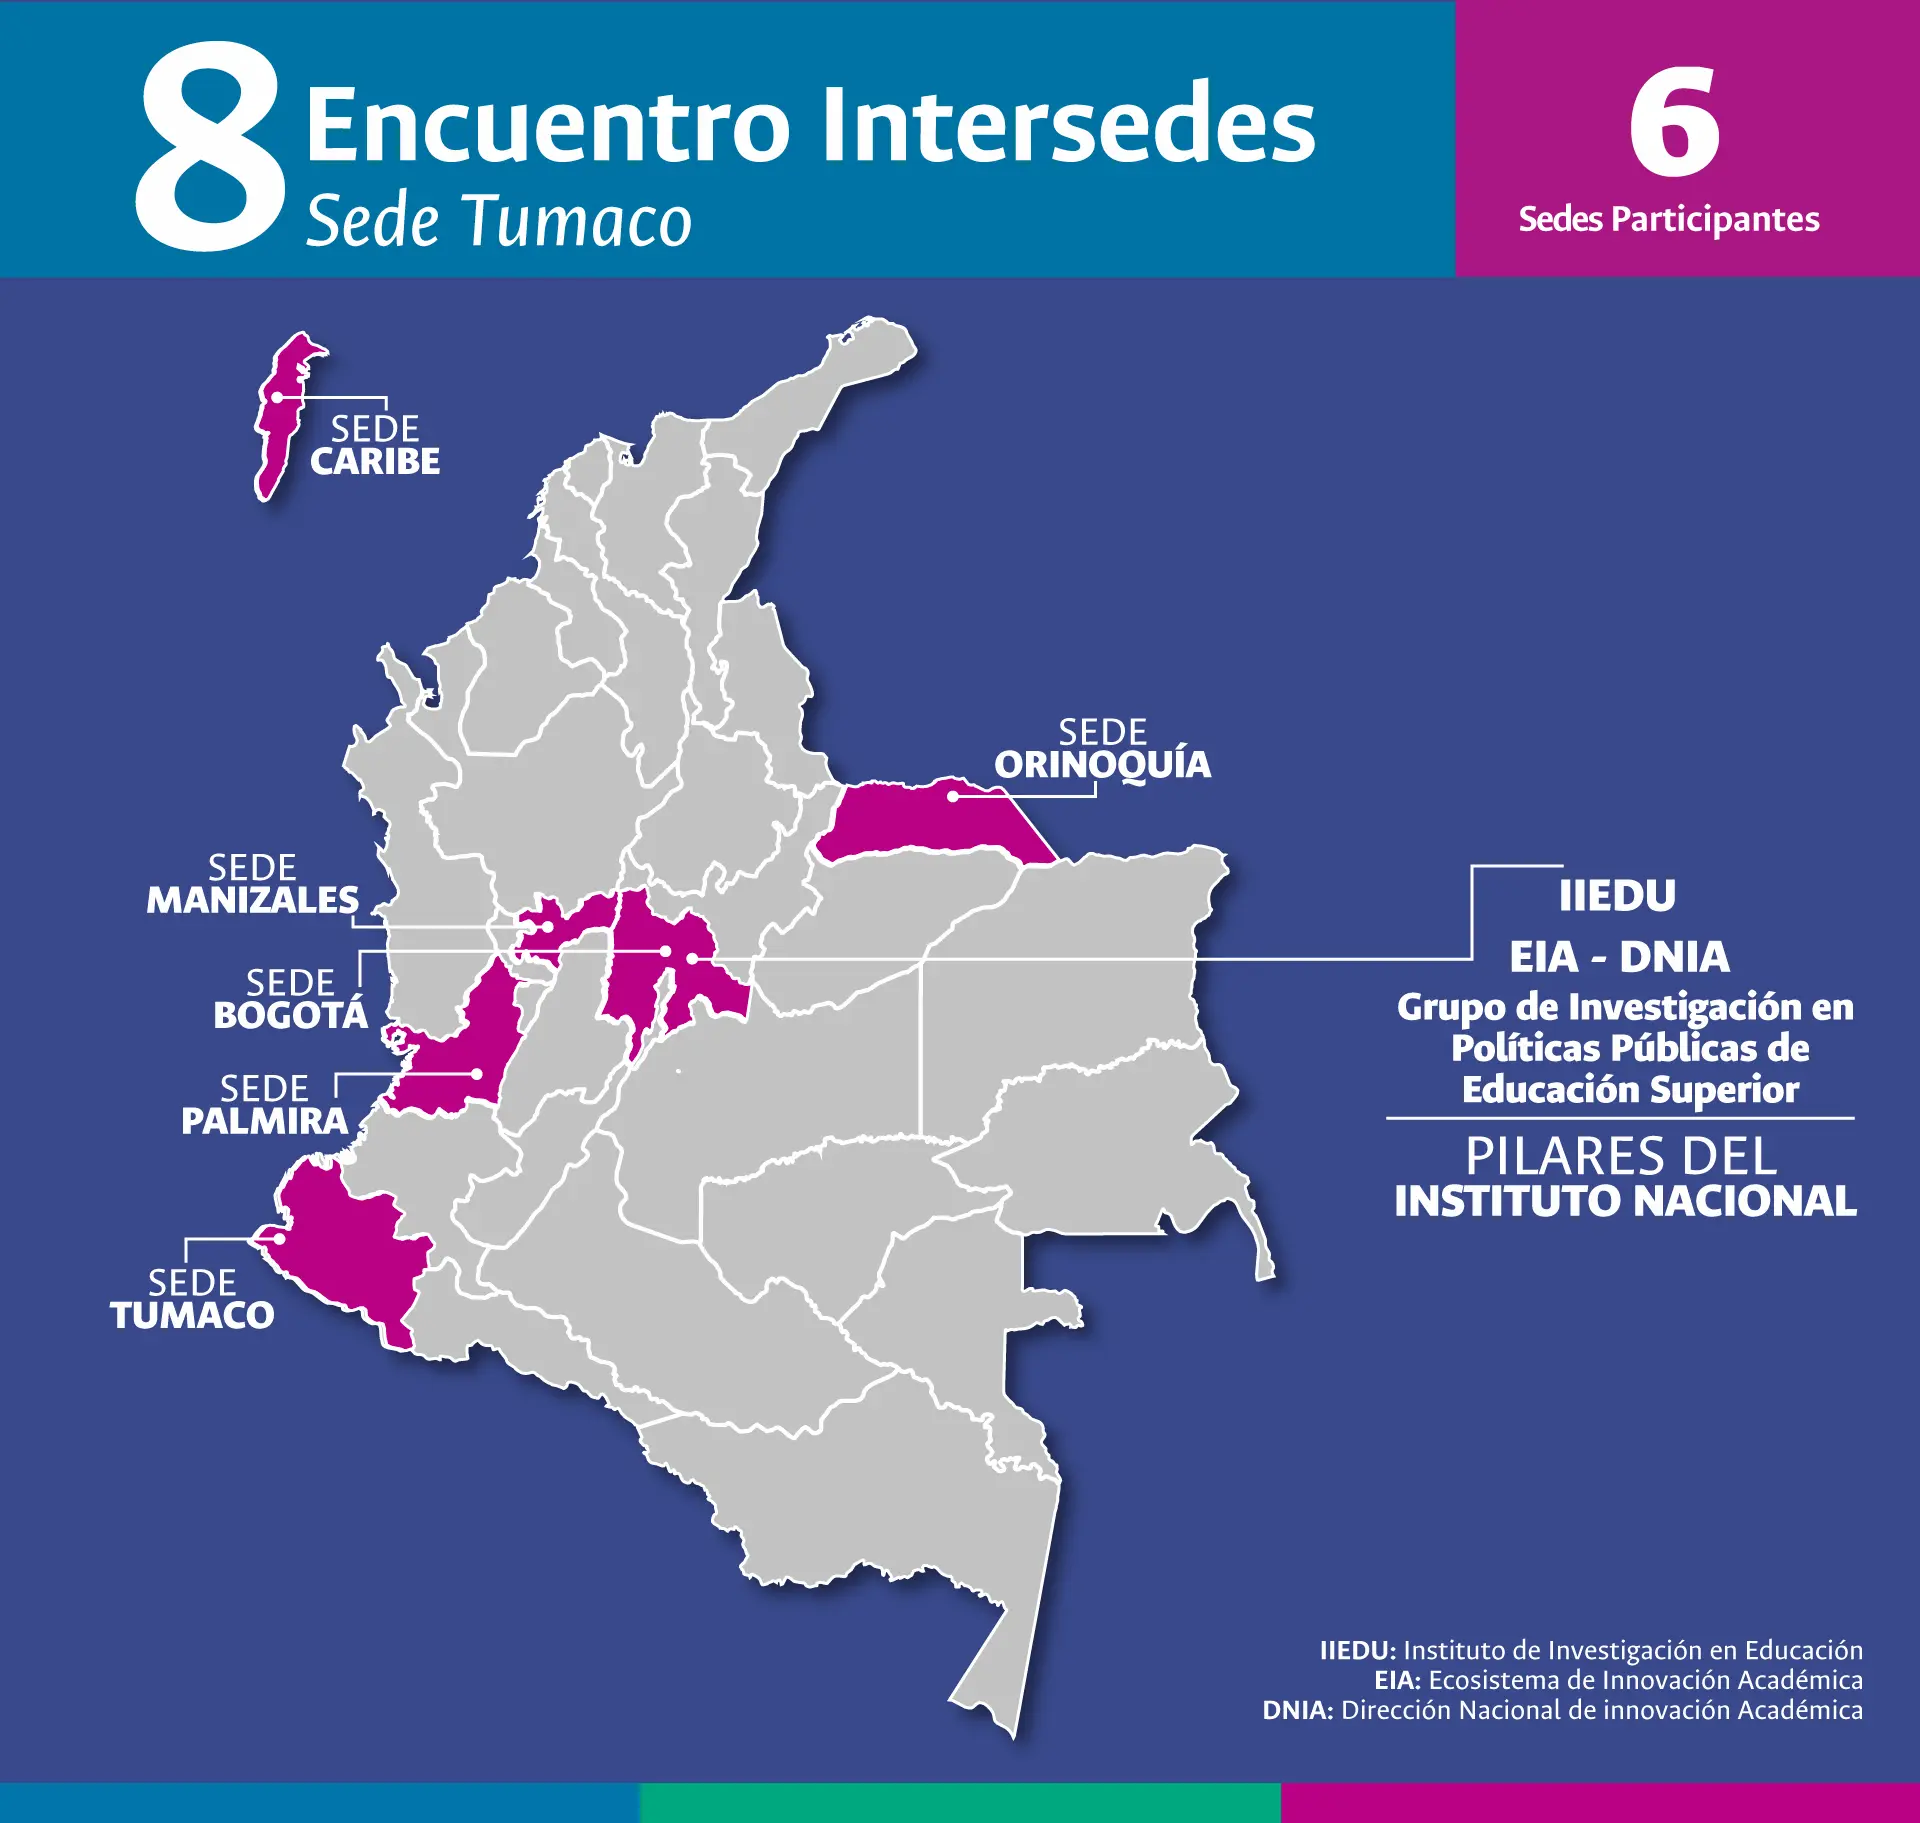 8 Encuentro Intersedes
Sede Tumaco
6
Sedes Participantes
SEDE
CARIBE
SEDE
ORINOQUÍA
SEDE
MANIZALES
SEDE
BOGOTÁ
SEDE
PALMIRA
SEDE
TUMACO
IIEDU
EIA - DNIA
Grupo de Investigación en
Políticas Públicas de
Educación Superior
PILARES DEL
INSTITUTO NACIONAL
IIEDU: Instituto de Investigación en Educación
EIA: Ecosistema de Innovación Académica
DNIA: Dirección Nacional de innovación Académica